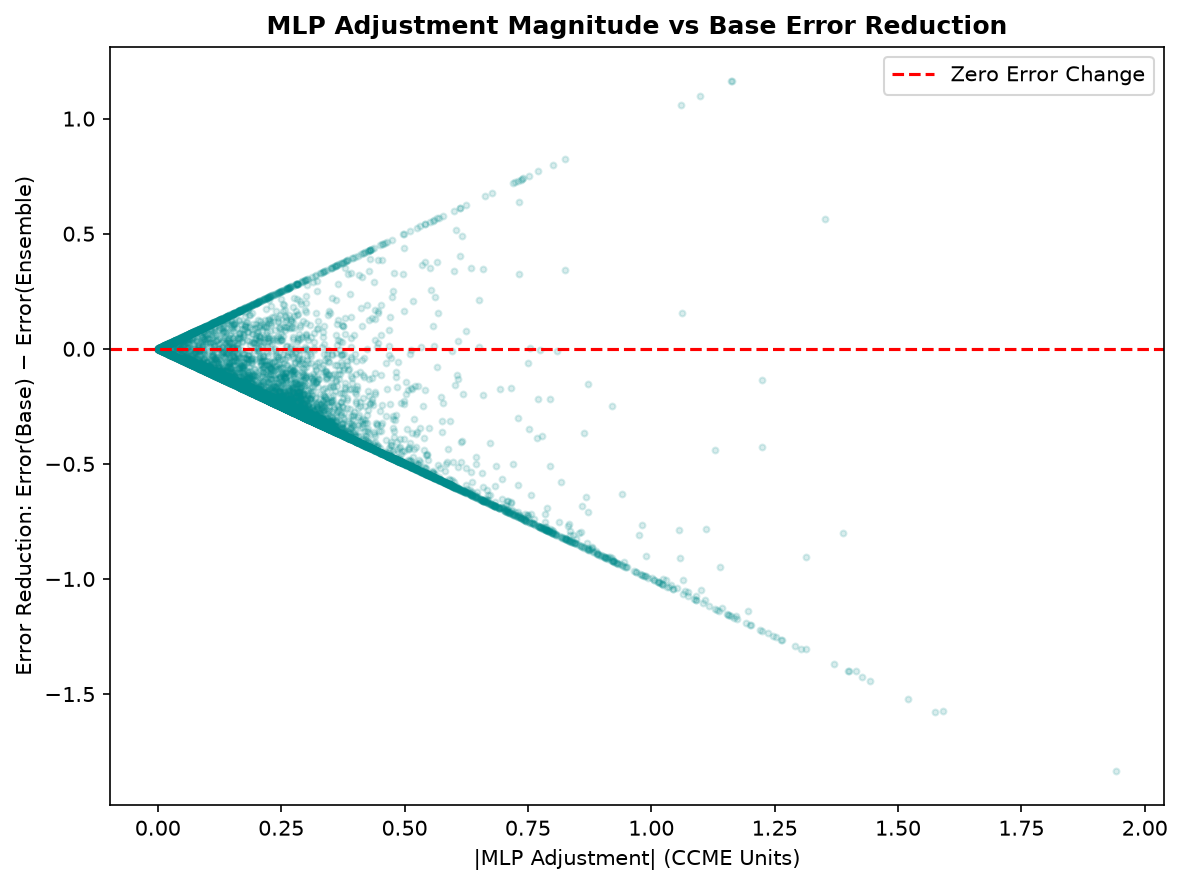 MLP Adjustment Magnitude vs Base Error Reduction
Zero Error Change
Error Reduction: Error(Base) − Error(Ensemble)
1.0
0.5
0.0
−0.5
−1.0
−1.5
0.00 0.25 0.50 0.75 1.00 1.25 1.50 1.75 2.00
|MLP Adjustment| (CCME Units)